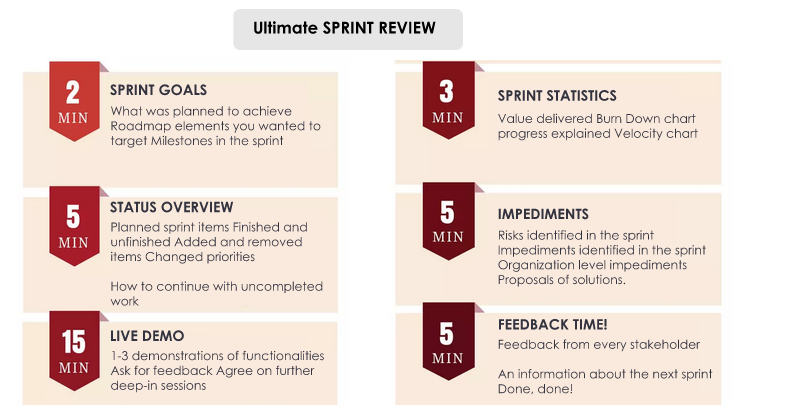 Ultimate SPRINT REVIEW
2
MIN
SPRINT GOALS
What was planned to achieve
Roadmap elements you wanted to
target Milestones in the sprint
5
MIN
STATUS OVERVIEW
Planned sprint items Finished and
unfinished Added and removed
items Changed priorities
How to continue with uncompleted
work
15
MIN
LIVE DEMO
1-3 demonstrations of functionalities
Ask for feedback Agree on further
deep-in sessions
3
MIN
SPRINT STATISTICS
Value delivered Burn Down chart
progress explained Velocity chart
5
MIN
IMPEDIMENTS
Risks identified in the sprint
Impediments identified in the sprint
Organization level impediments
Proposals of solutions.
5
MIN
FEEDBACK TIME!
Feedback from every stakeholder
An information about the next sprint
Done, done!